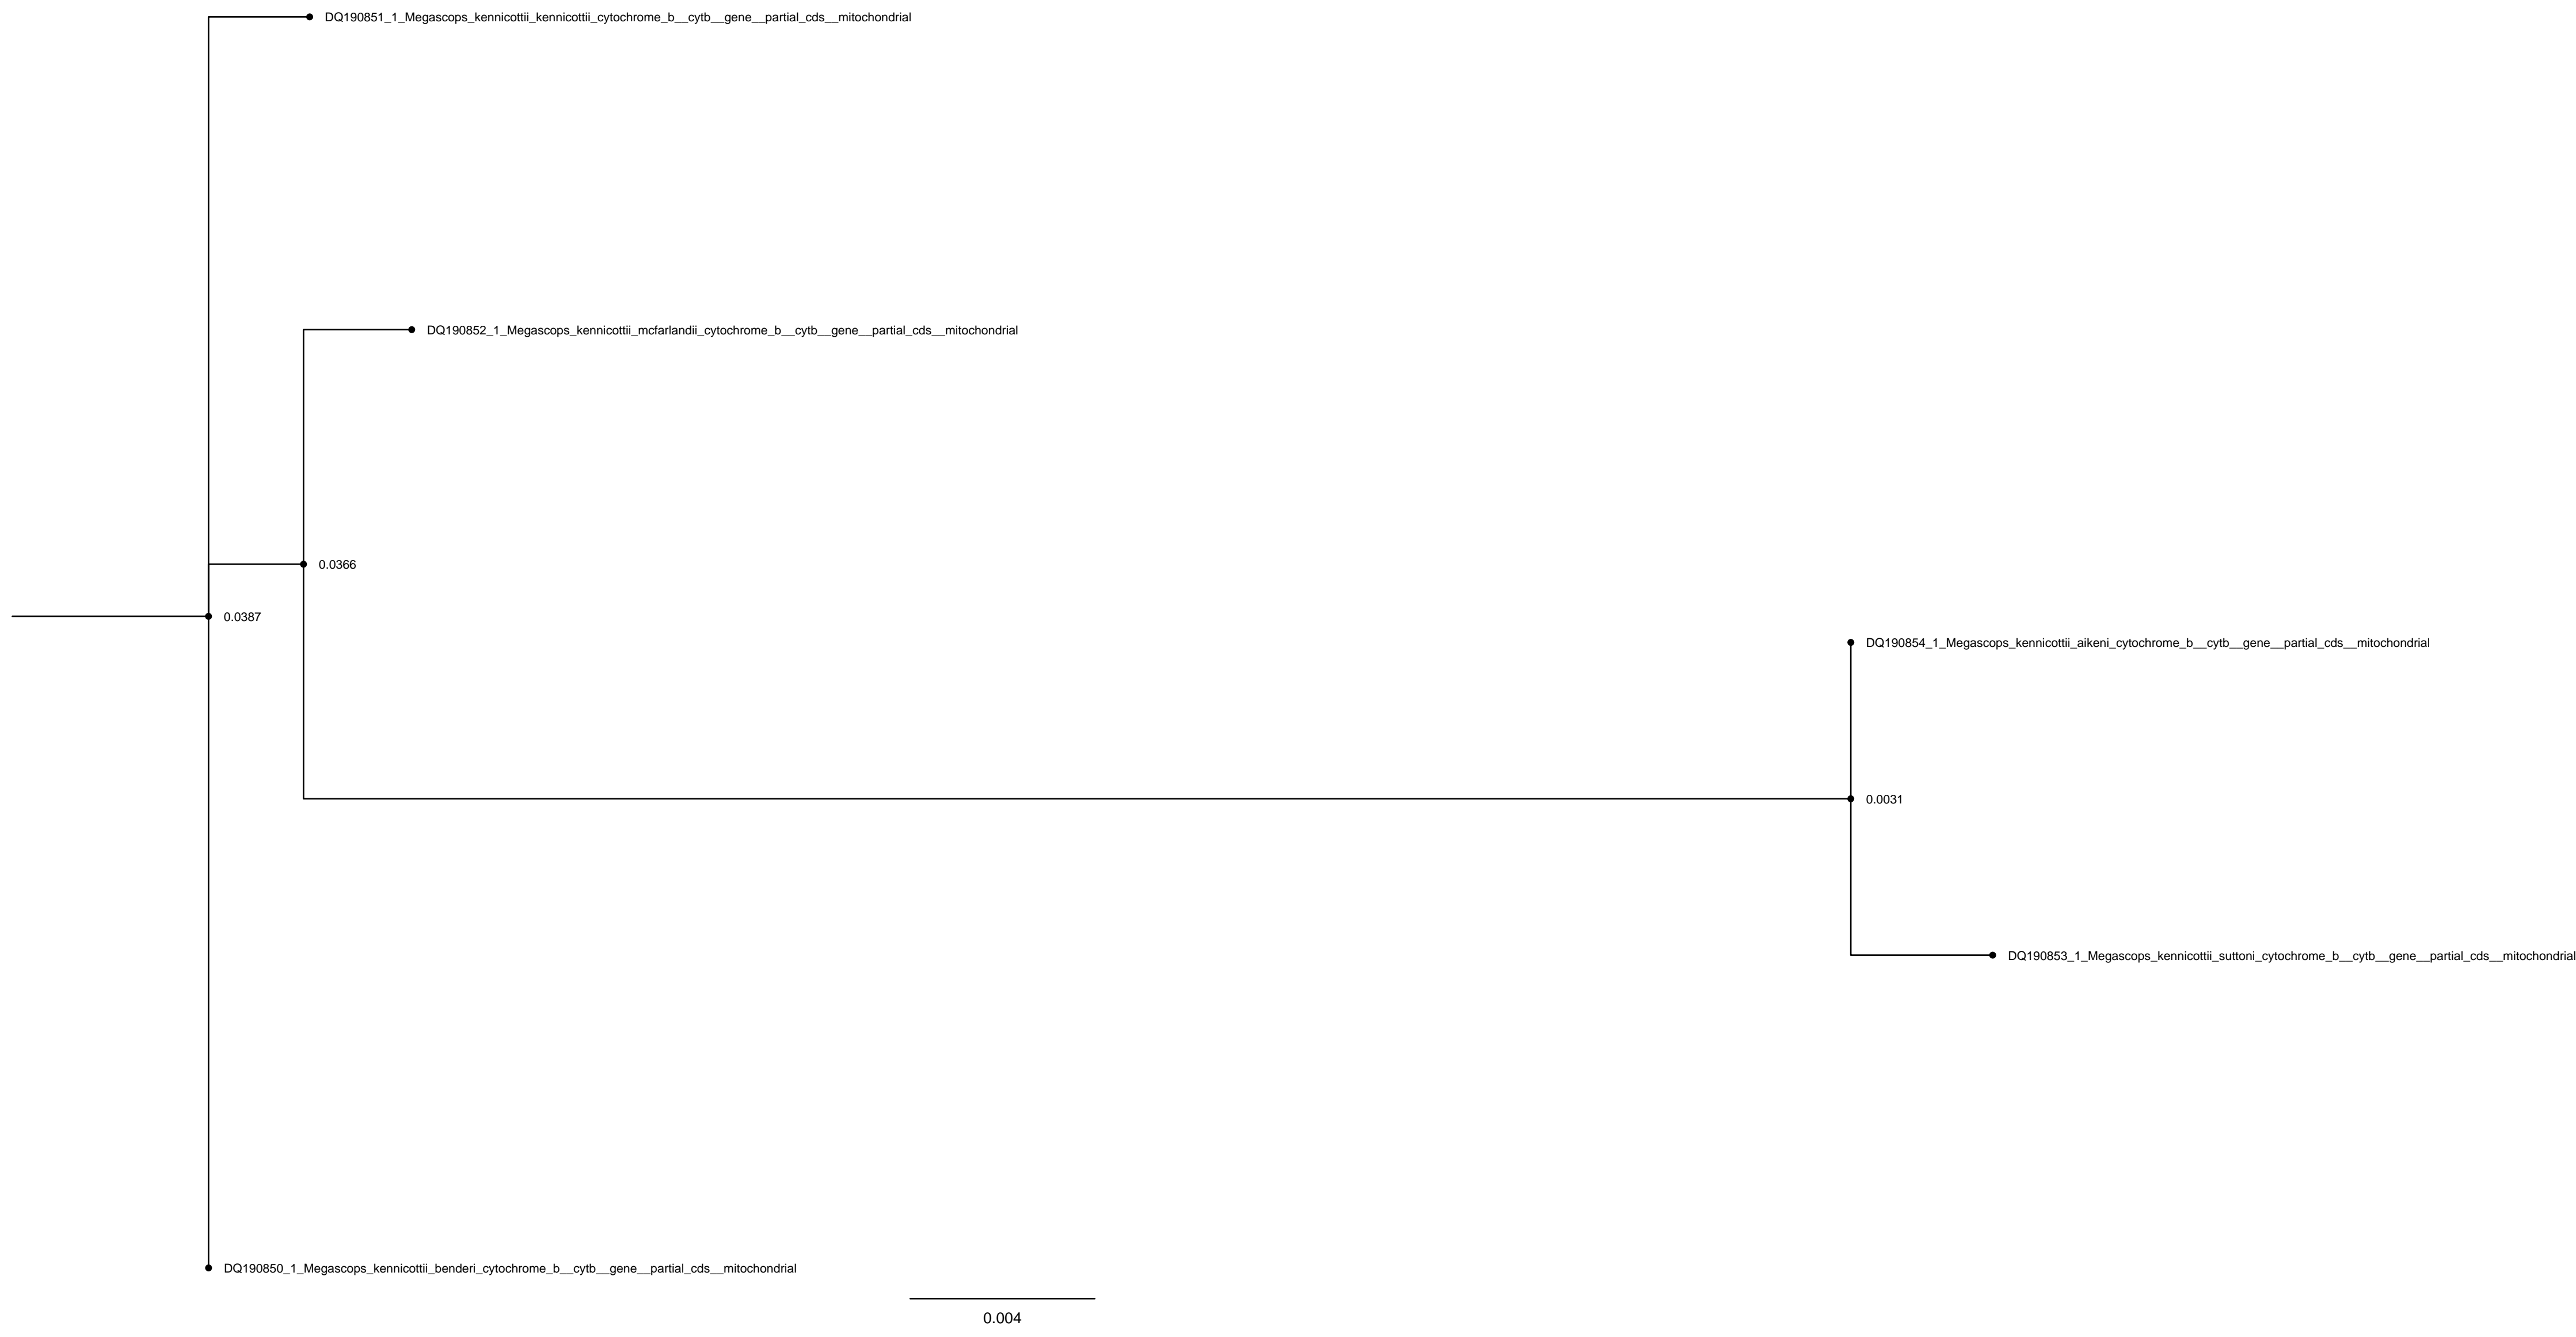 DQ190851_1_Megascops_kennicottii_kennicottii_cytochrome_b__cytb__gene__partial_cds__mitochondrial
DQ190852_1_Megascops_kennicottii_mcfarlandii_cytochrome_b__cytb__gene__partial_cds__mitochondrial
0.0366
0.0387
DQ190854_1_Megascops_kennicottii_aikeni_cytochrome_b__cytb__gene__partial_cds__mitochondrial
0.0031
DQ190853_1_Megascops_kennicottii_suttoni_cytochrome_b__cytb__gene__partial_cds__mitochondrial
DQ190850_1_Megascops_kennicottii_benderi_cytochrome_b__cytb__gene__partial_cds__mitochondrial
0.004